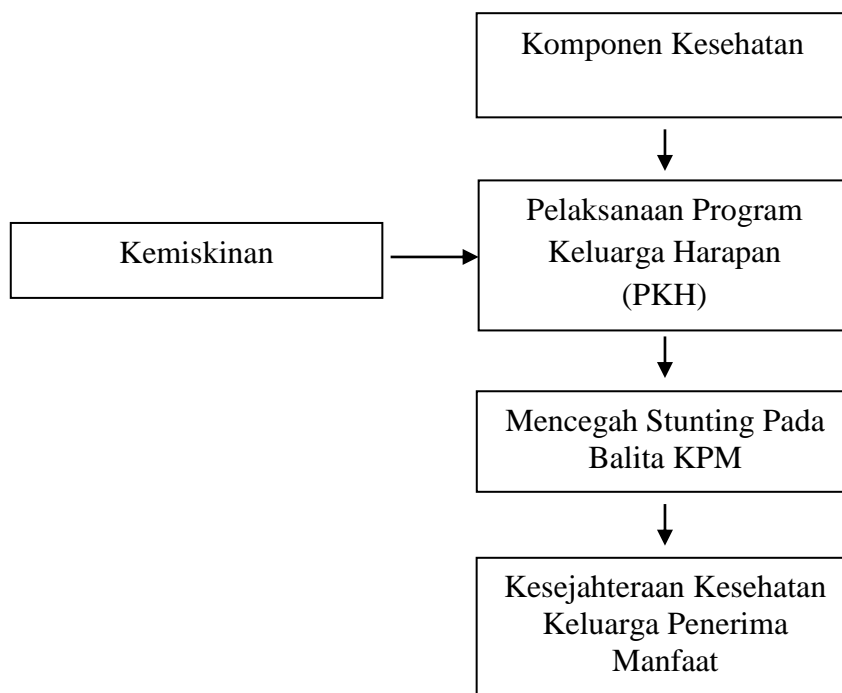 Komponen Kesehatan
Pelaksanaan Program
Keluarga Harapan
(PKH)
Kemiskinan
Mencegah Stunting Pada
Balita KPM
Kesejahteraan Kesehatan
Keluarga Penerima
Manfaat